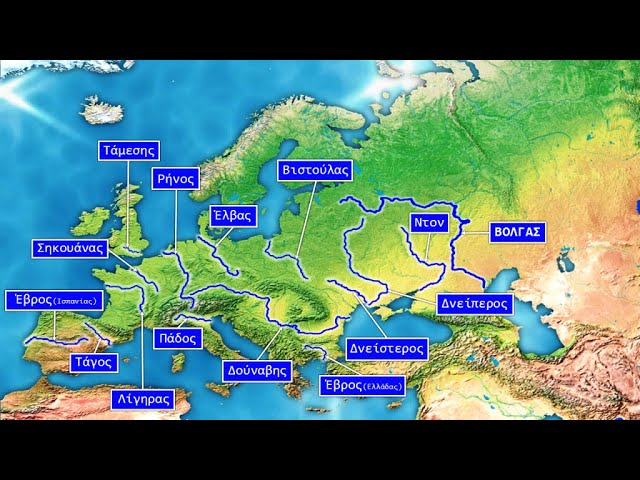 Τάμεσης
Ρήνος
Βιστούλας
Έλβας
Ντον
ΒΟΛΓΑΣ
Σηκουάνας
Έβρος(Ισπανίας)
Δνείπερος
Πάδος
Δνείστερος
Τάγος
Δούναβης
Έβρος(Ελλάδας)
Λίγηρας